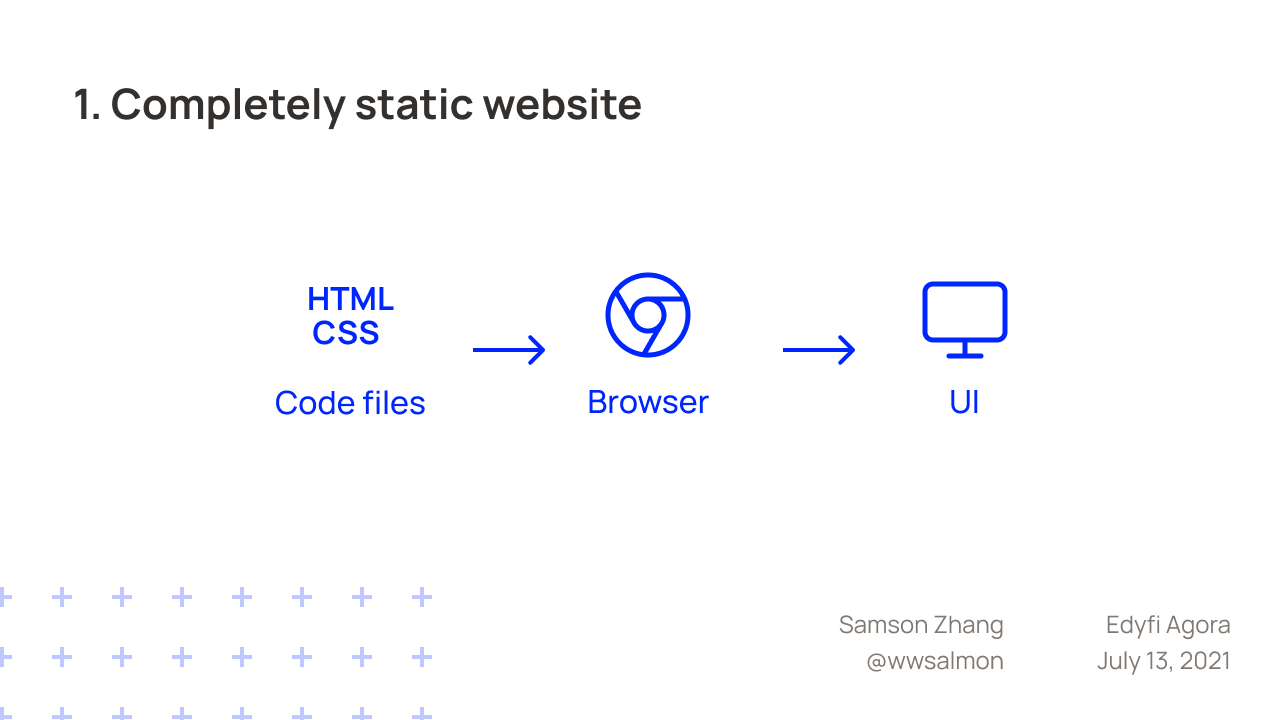 1. Completely static website
HTML
CSS
Code files
Browser
UI
Samson Zhang
@wwsalmon
Edyfi Agora
July 13, 2021